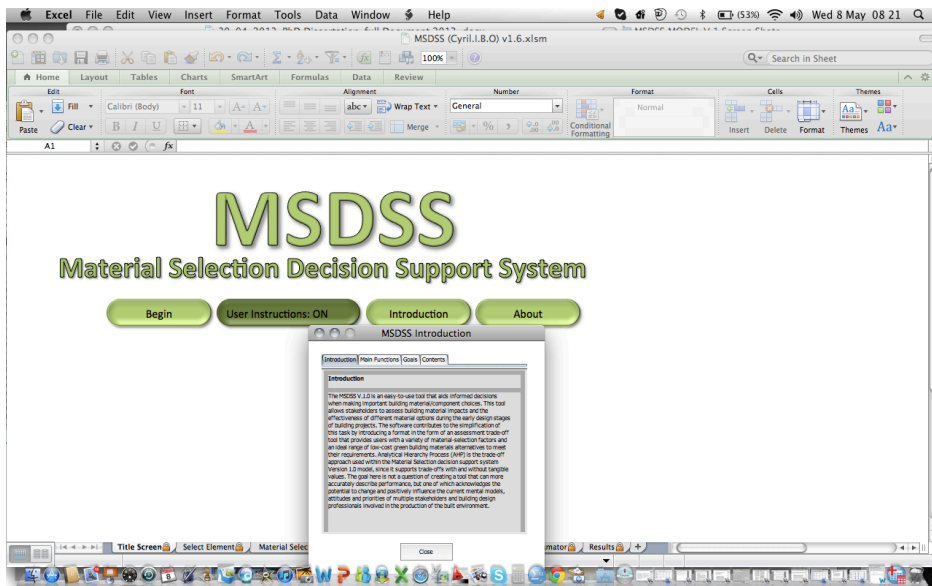 Excel File Edit View Insert Format Tools Data Window Help (53%) Wed 8 May 08 21
MSDSS (Cyril.I.B.O) v1.6.xlsm
100%
Search in Sheet
Home Layout Tables Charts SmartArt Formulas Data Review
Edit Font Alignment Number Format Cells Themes
Fill Calibri (Body) 11 A A abc Wrap Text General Normal
Paste Clear B I U A Merge % Conditional Formatting Insert Delete Format Themes Aa
A1 fx
MSDSS
Material Selection Decision Support System
Begin User Instructions: ON Introduction About
MSDSS Introduction
Introduction Main Functions Goals Contents
Introduction
The MSDSS V.1.0 is an easy-to-use tool that aids informed decisions
when making important building material/component choices. This tool
allows stakeholders to assess building material impacts and the
effectiveness of different material options during the early design stages
of building projects. The software contributes to the simplification of
this task by introducing a format in the form of an assessment trade-off
tool that provides users with a variety of material-selection factors and
an ideal range of low-cost green building materials alternatives to meet
their requirements. Analytical Hierarchy Process (AHP) is the trade-off
approach used within the Material Selection decision support system
Version 1.0 model, since it supports trade-offs with and without tangible
values. The goal here is not a question of creating a tool that can more
accurately describe performance, but one of which acknowledges the
potential to change and positively influence the current mental models,
attitudes and priorities of multiple stakeholders and building design
professionals involved in the production of the built environment.
Close
Title Screen Select Element Material Selec mator Results +